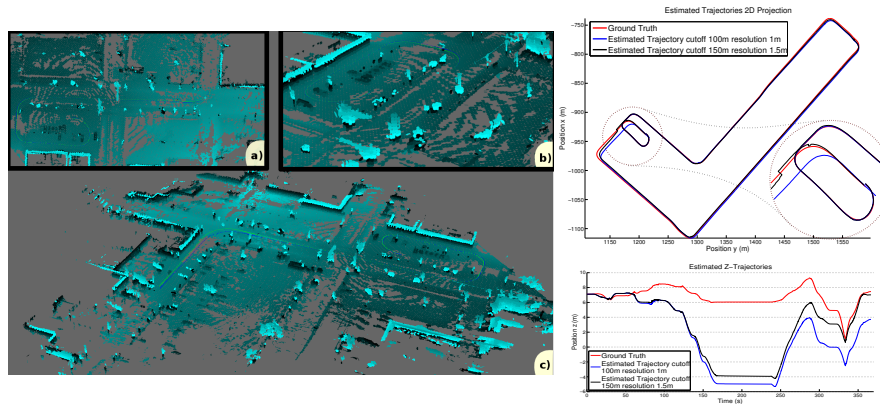 a)
b)
c)
Estimated Trajectories 2D Projection
Ground Truth
Estimated Trajectory cutoff 100m resolution 1m
Estimated Trajectory cutoff 150m resolution 1.5m
Position x (m)
-750
-800
-850
-900
-950
-1000
-1050
-1100
1150 1200 1250 1300 1350 1400 1450 1500 1550
Position y (m)
Estimated Z-Trajectories
Position z (m)
10
8
6
4
2
0
-2
-4
-6
Ground Truth
Estimated Trajectory cutoff
100m resolution 1m
Estimated Trajectory cutoff
150m resolution 1.5m
0 50 100 150 200 250 300 350
Time (s)